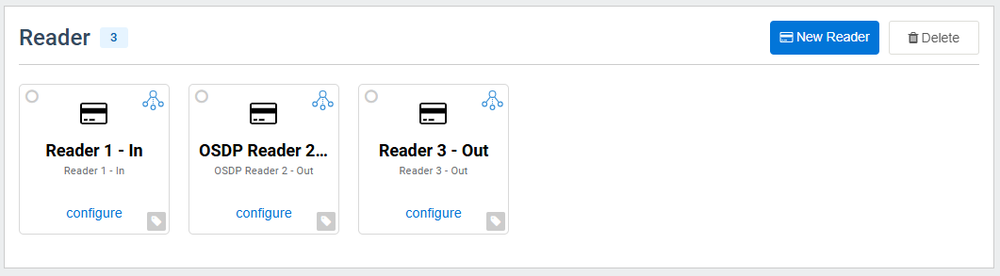 Reader 3
New Reader
Delete
Reader 1 - In
Reader 1 - In
configure
OSDP Reader 2...
OSDP Reader 2 - Out
configure
Reader 3 - Out
Reader 3 - Out
configure